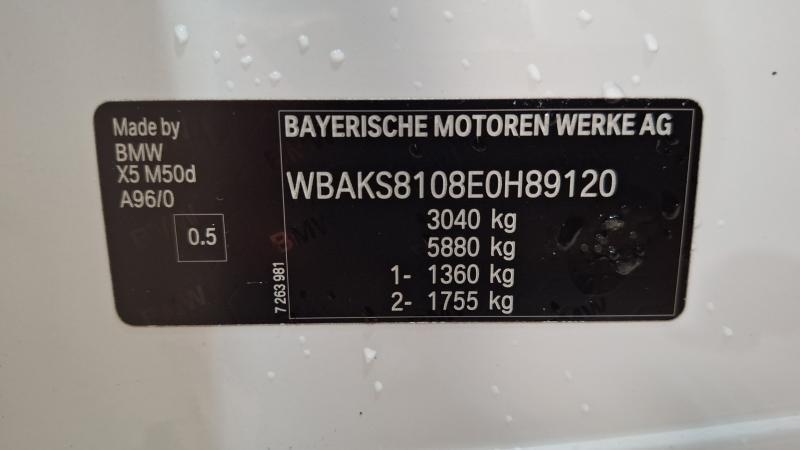 Made by
BMW
X5 M50d
A96/0
0.5
7 263 981
BAYERISCHE MOTOREN WERKE AG
WBAKS8108E0H89120
3040 kg
5880 kg
1- 1360 kg
2- 1755 kg
BMW